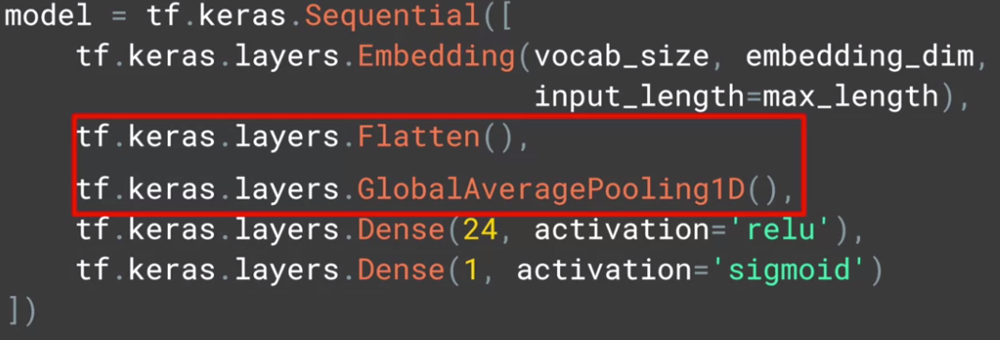 model = tf.keras.Sequential([
    tf.keras.layers.Embedding(vocab_size, embedding_dim,
                              input_length=max_length),
    tf.keras.layers.Flatten(),
    tf.keras.layers.GlobalAveragePooling1D(),
    tf.keras.layers.Dense(24, activation='relu'),
    tf.keras.layers.Dense(1, activation='sigmoid')
])